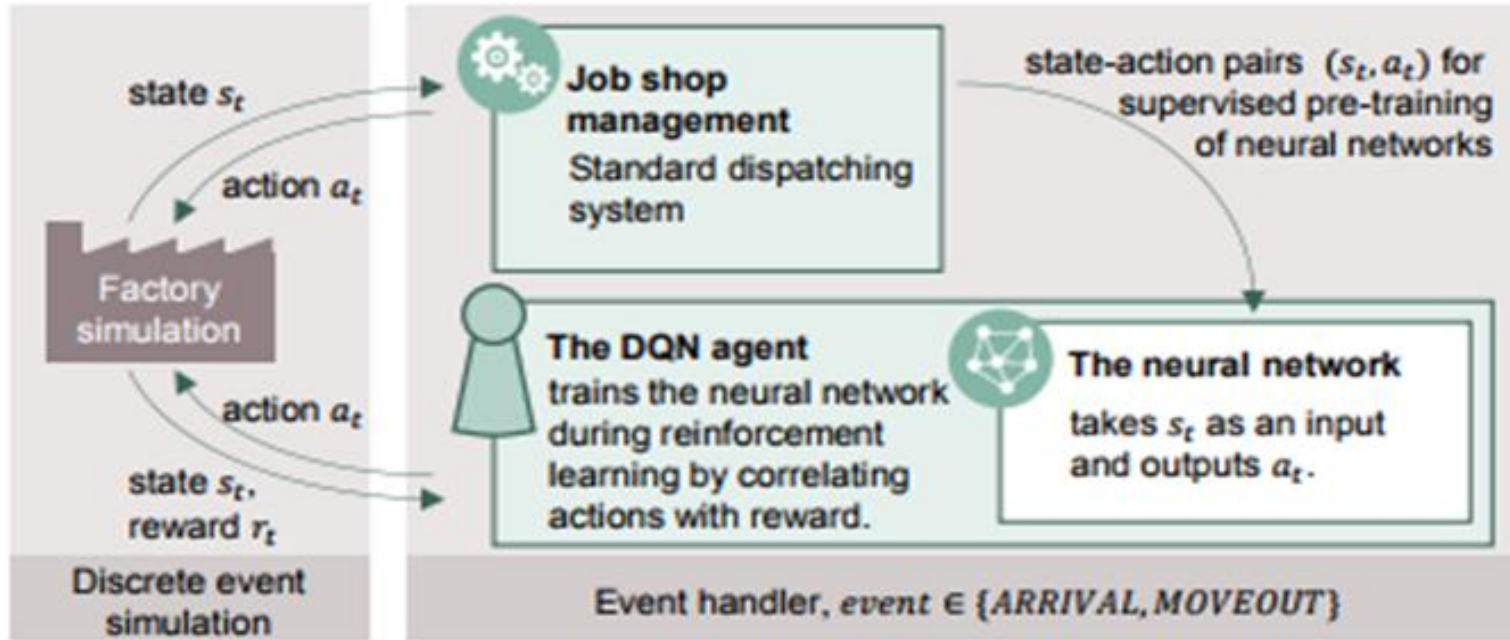 state s_t
action a_t
Factory
simulation
action a_t
state s_t,
reward r_t
Discrete event
simulation
Job shop
management
Standard dispatching
system
state-action pairs (s_t, a_t) for
supervised pre-training
of neural networks
The DQN agent
trains the neural network
during reinforcement
learning by correlating
actions with reward.
The neural network
takes s_t as an input
and outputs a_t.
Event handler, event ∈ {ARRIVAL, MOVEOUT}